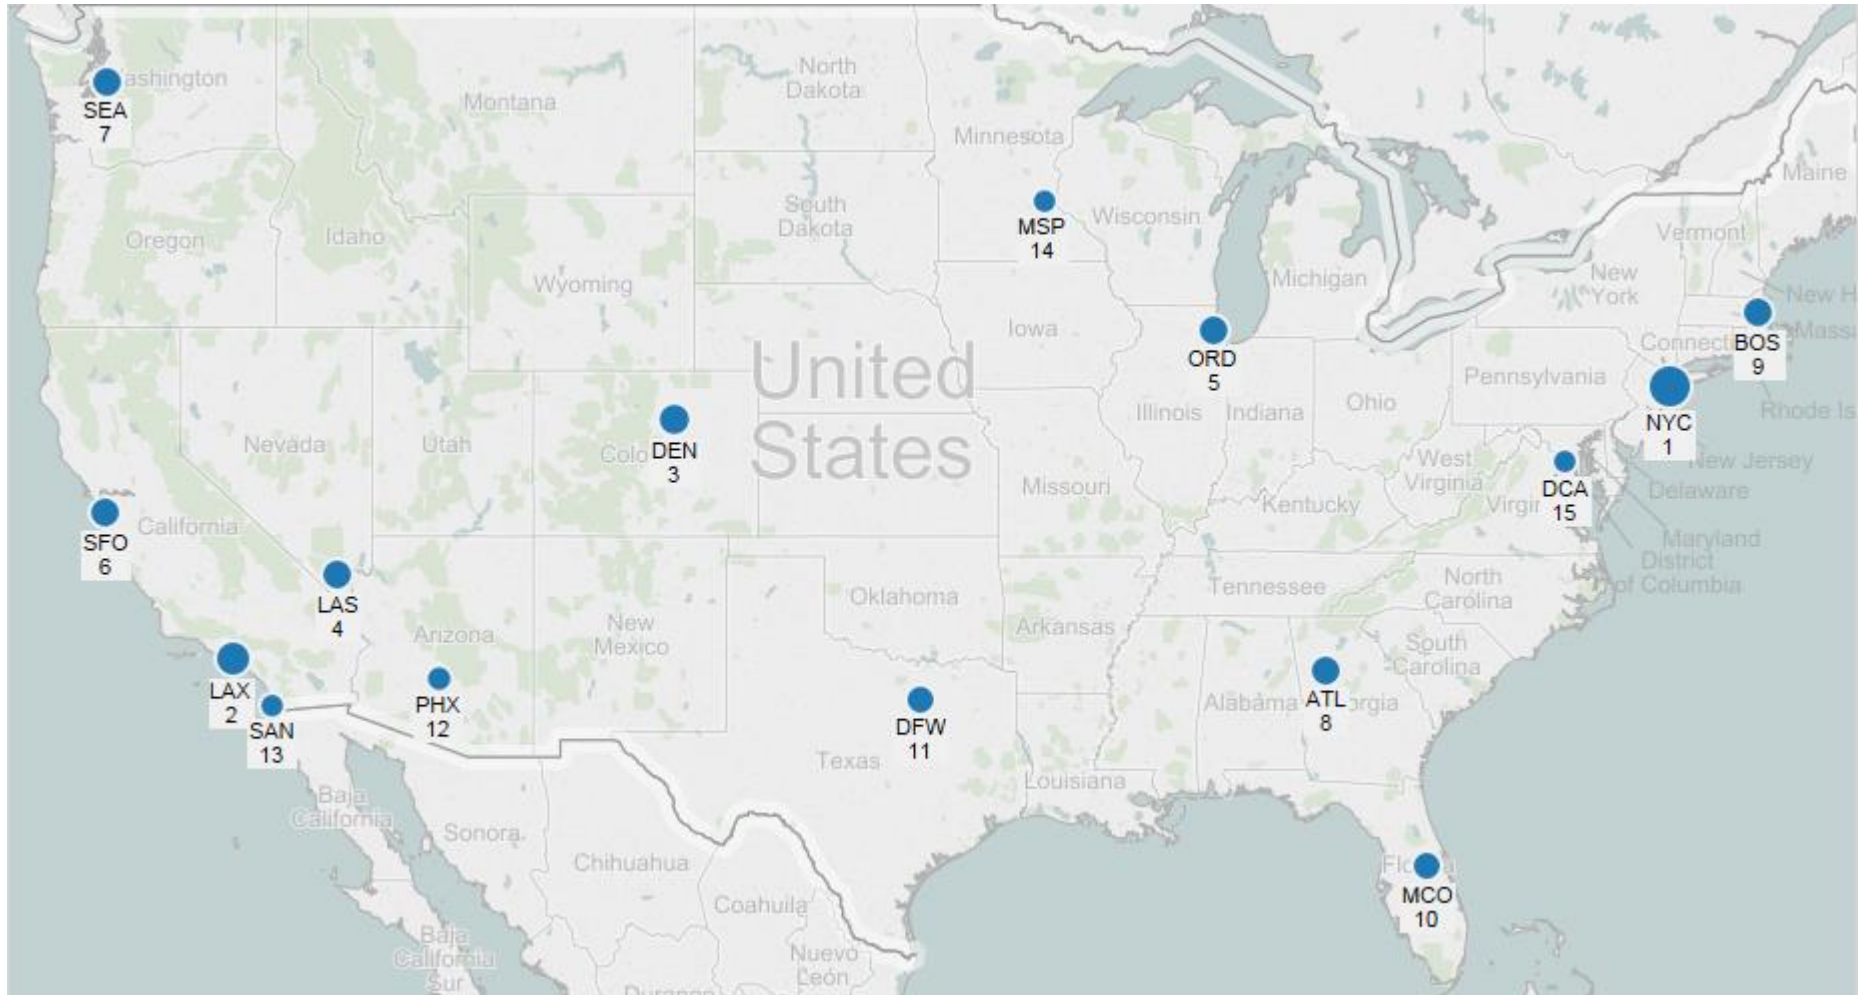 ashington
SEA
7
Montana
North
Dakota
Minnesota
Maine
Oregon
Idaho
South
Dakota
MSP
14
Wisconsin
Vermont
Wyoming
Michigan
New
York
New H
Iowa
BOS
9
Massa
Connecti
ORD
5
United
States
Pennsylvania
Nevada
Utah
Colo
DEN
3
Illinois
Indiana
Ohio
NYC
1
Rhode Is
New Jersey
Delaware
Maryland
District
of Columbia
West
Virginia
DCA
15
Virgin
Missouri
Kentucky
SFO
6
California
LAS
4
Arizona
New
Mexico
Oklahoma
Tennessee
North
Carolina
Arkansas
South
Carolina
LAX
2
SAN
13
PHX
12
DFW
11
Texas
Louisiana
Alabama
ATL
8
orgia
Baja
California
Sonora
Chihuahua
Coahuila
MCO
10
Baja
California
Sur
Nuevo
León
Durango